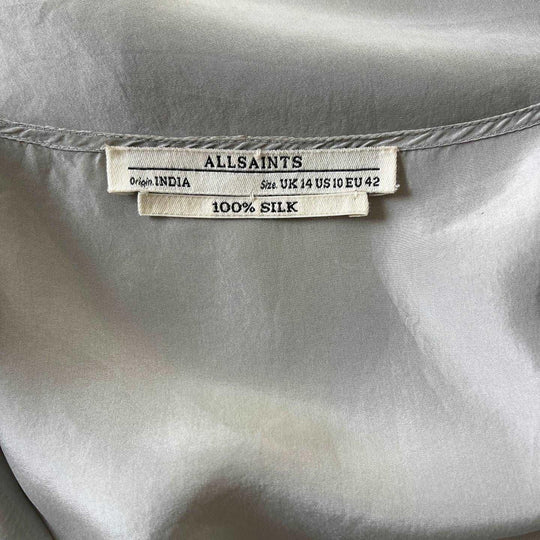 ALLSAINTS
Origin. INDIA Size. UK 14 US 10 EU 42
100% SILK